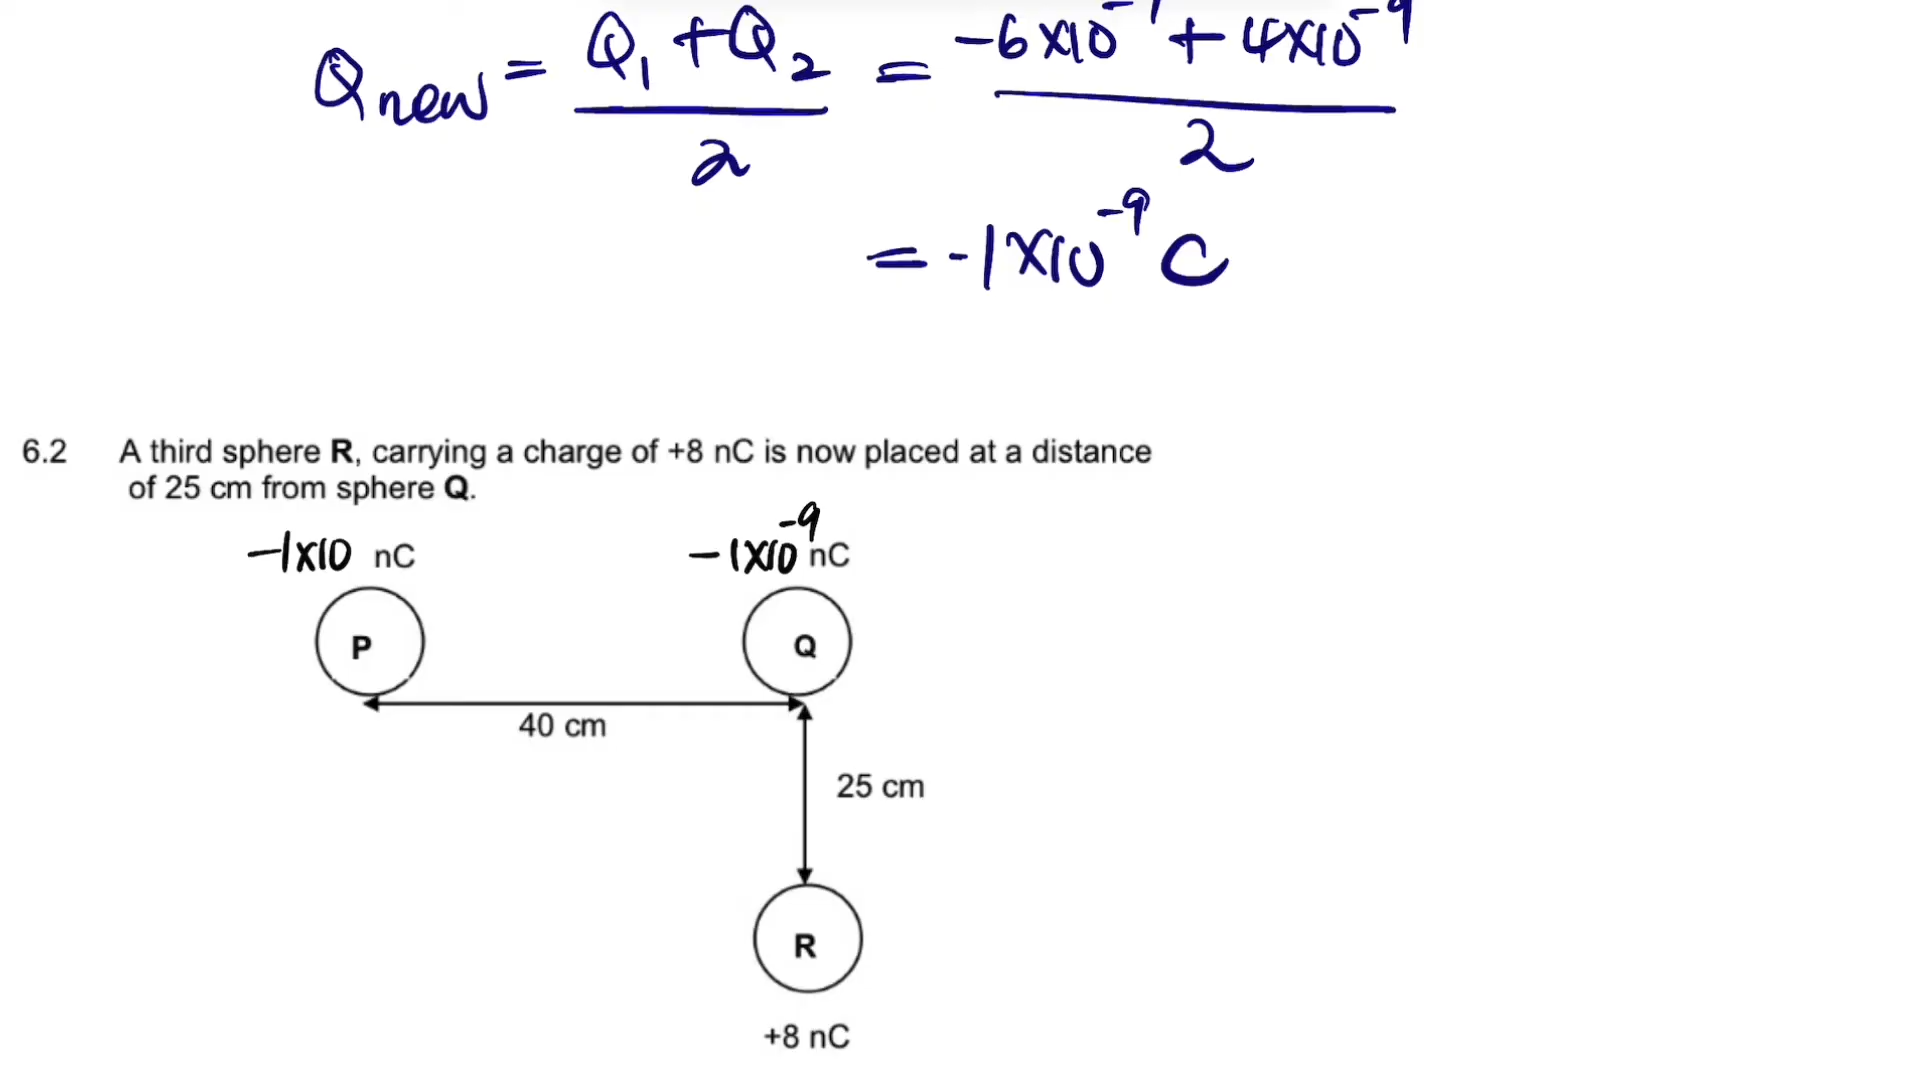 Qnew = Q₁ + Q₂ / 2 = -6×10⁻ + 4×10⁻⁹ / 2
= -1×10⁻⁹ C
6.2 A third sphere R, carrying a charge of +8 nC is now placed at a distance
of 25 cm from sphere Q.
-1×10 nC -1×10⁻⁹ nC
P Q
40 cm
25 cm
R
+8 nC